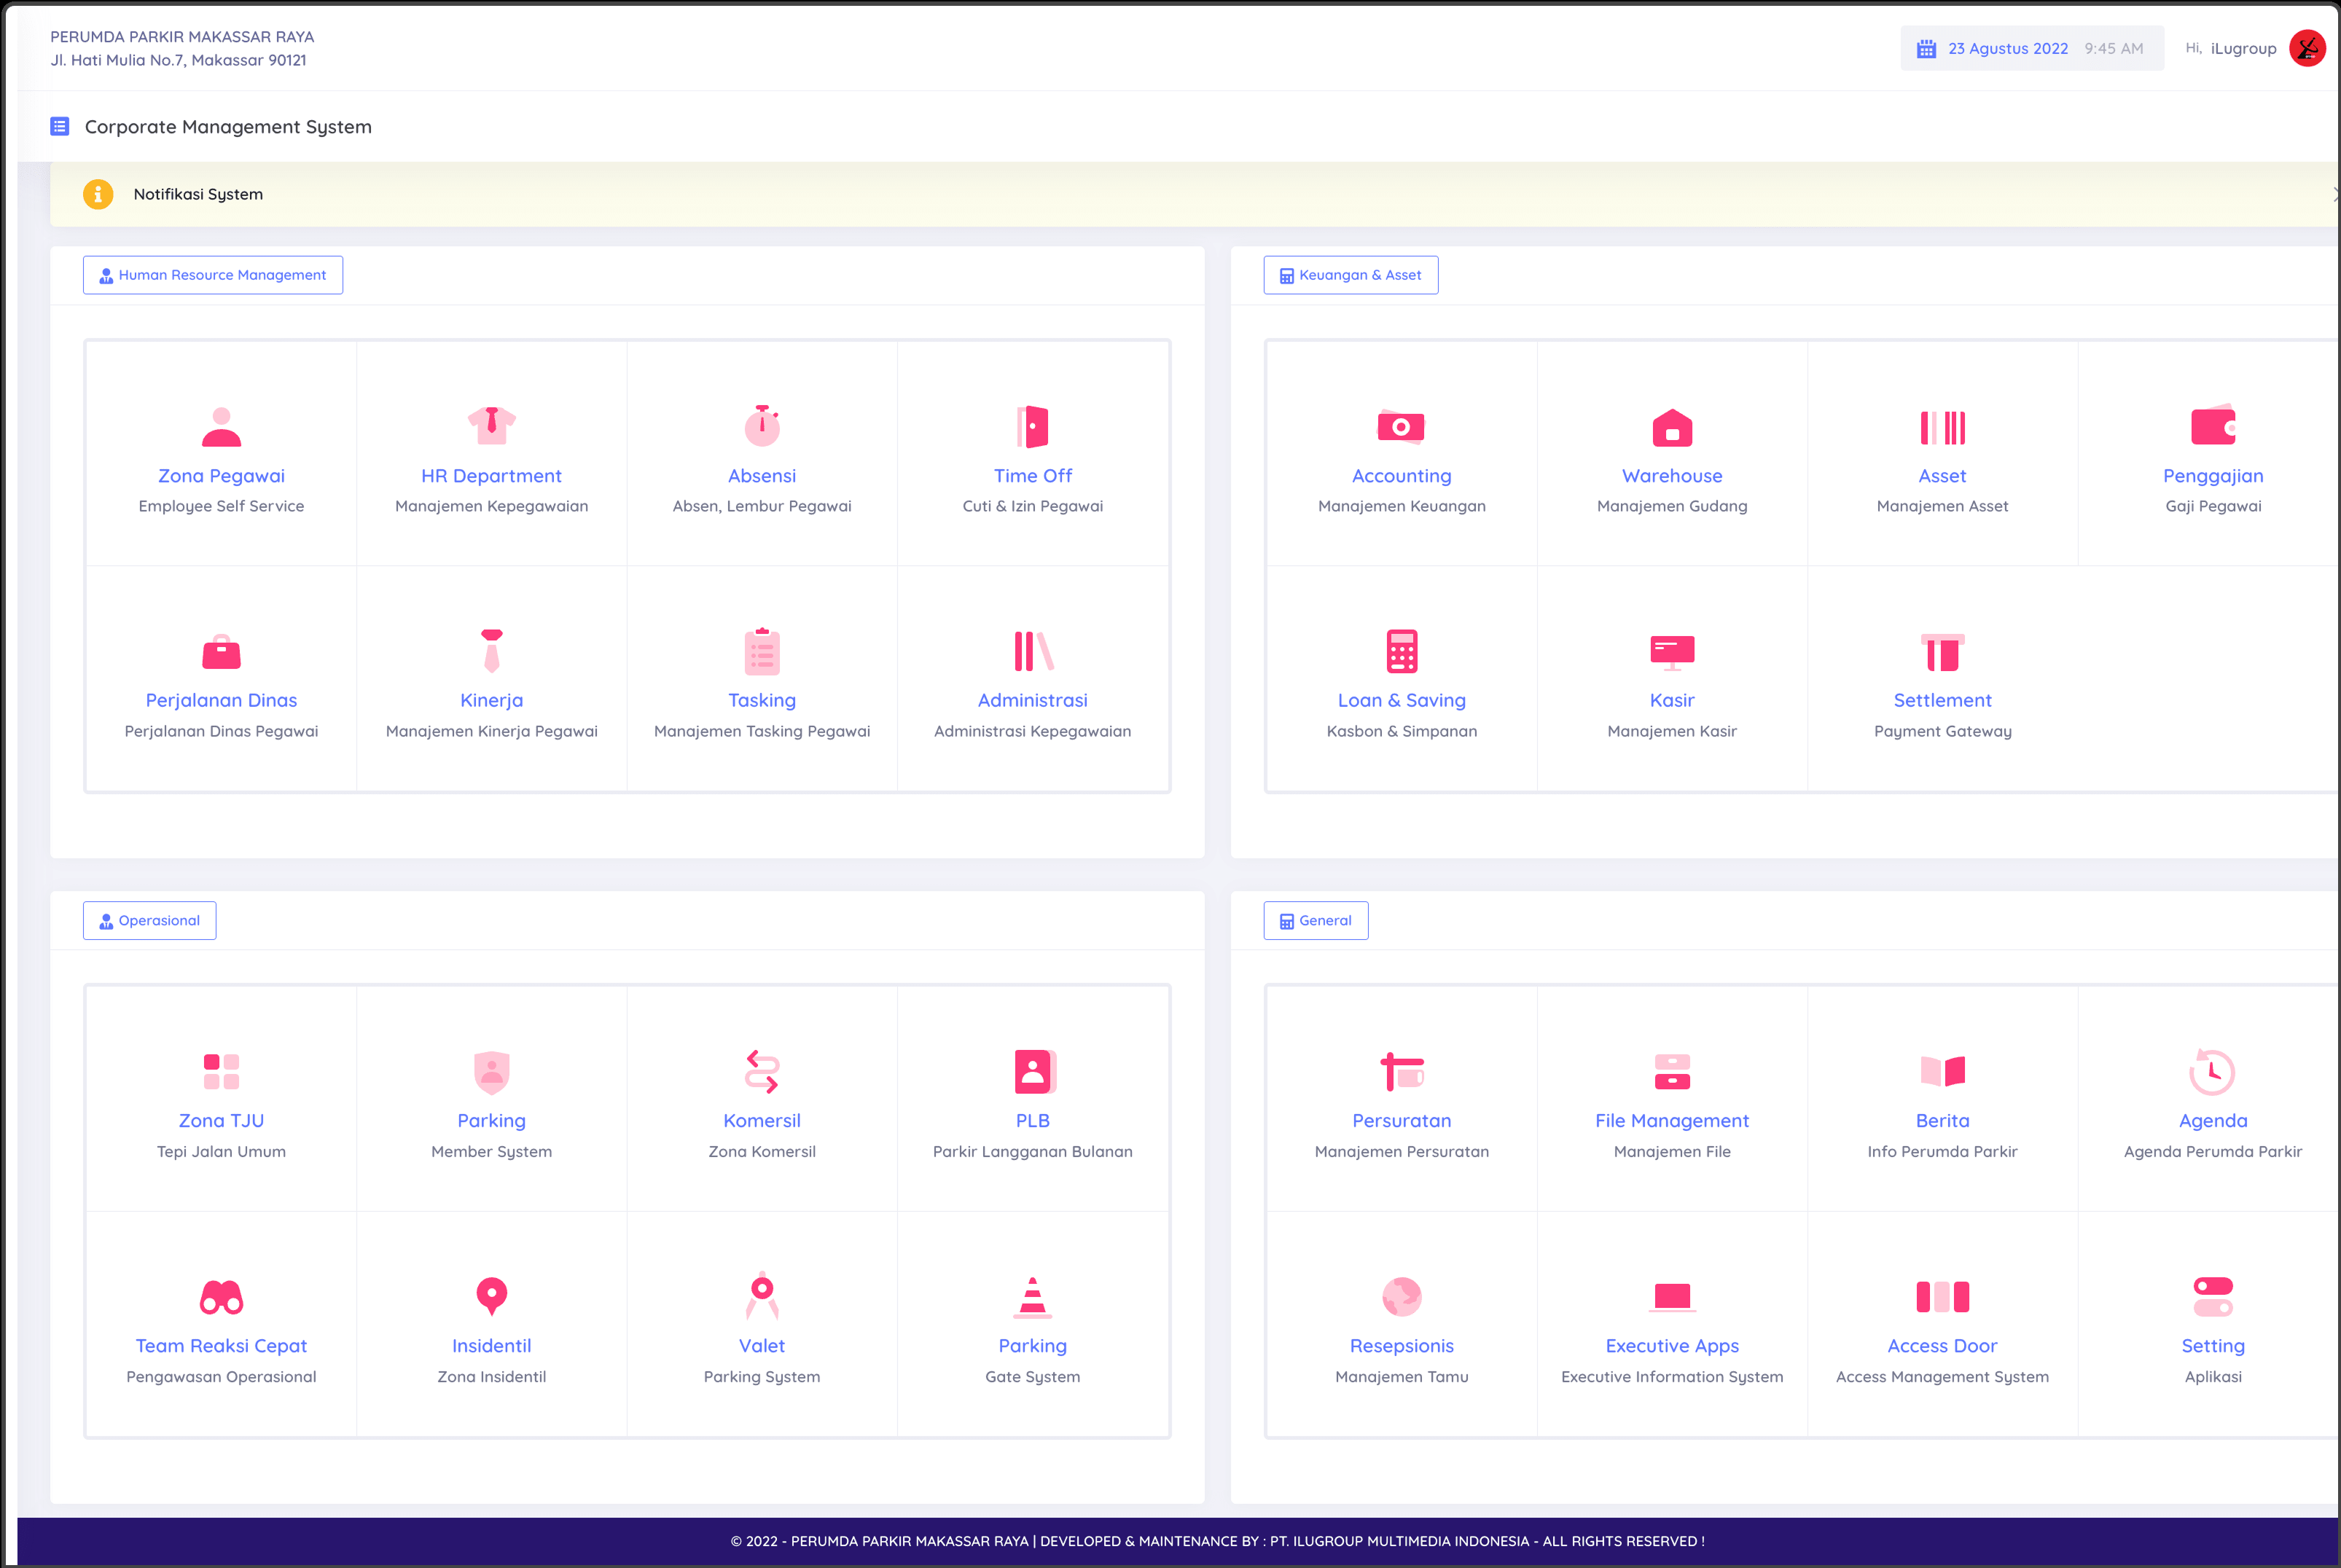 PERUMDA PARKIR MAKASSAR RAYA
Jl. Hati Mulia No.7, Makassar 90121
23 Agustus 2022 9:45 AM
Hi, iLugroup
Corporate Management System
Notifikasi System
Human Resource Management
Zona Pegawai
Employee Self Service
HR Department
Manajemen Kepegawaian
Absensi
Absen, Lembur Pegawai
Time Off
Cuti & Izin Pegawai
Perjalanan Dinas
Perjalanan Dinas Pegawai
Kinerja
Manajemen Kinerja Pegawai
Tasking
Manajemen Tasking Pegawai
Administrasi
Administrasi Kepegawaian
Keuangan & Asset
Accounting
Manajemen Keuangan
Warehouse
Manajemen Gudang
Asset
Manajemen Asset
Penggajian
Gaji Pegawai
Loan & Saving
Kasbon & Simpanan
Kasir
Manajemen Kasir
Settlement
Payment Gateway
Operasional
Zona TJU
Tepi Jalan Umum
Parking
Member System
Komersil
Zona Komersil
PLB
Parkir Langganan Bulanan
Team Reaksi Cepat
Pengawasan Operasional
Insidentil
Zona Insidentil
Valet
Parking System
Parking
Gate System
General
Persuratan
Manajemen Persuratan
File Management
Manajemen File
Berita
Info Perumda Parkir
Agenda
Agenda Perumda Parkir
Resepsionis
Manajemen Tamu
Executive Apps
Executive Information System
Access Door
Access Management System
Setting
Aplikasi
© 2022 - PERUMDA PARKIR MAKASSAR RAYA | DEVELOPED & MAINTENANCE BY : PT. ILUGROUP MULTIMEDIA INDONESIA - ALL RIGHTS RESERVED !